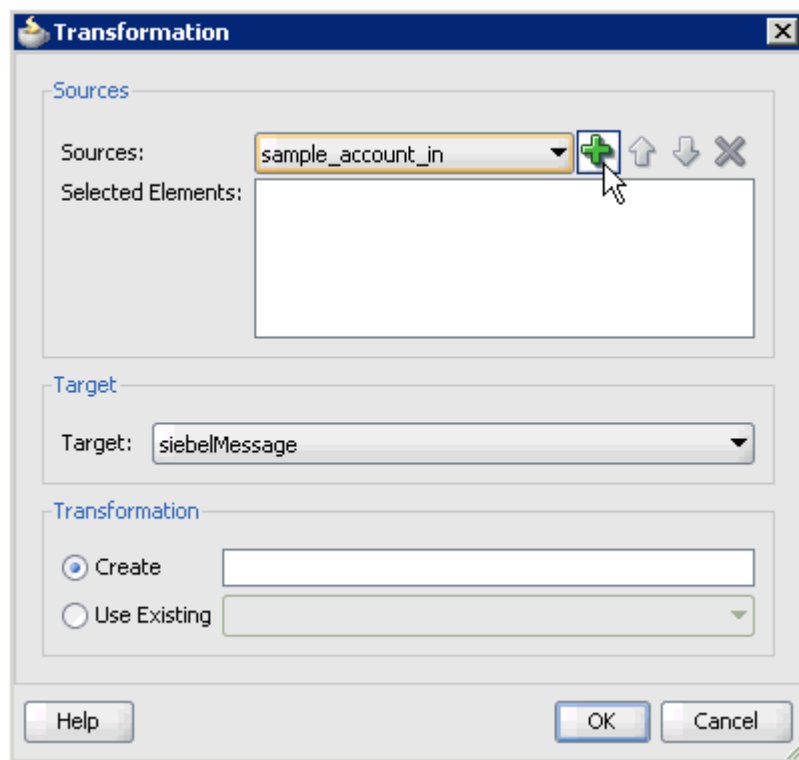 Transformation
Sources
Sources: sample_account_in
Selected Elements:
Target
Target: siebelMessage
Transformation
Create
Use Existing
Help OK Cancel